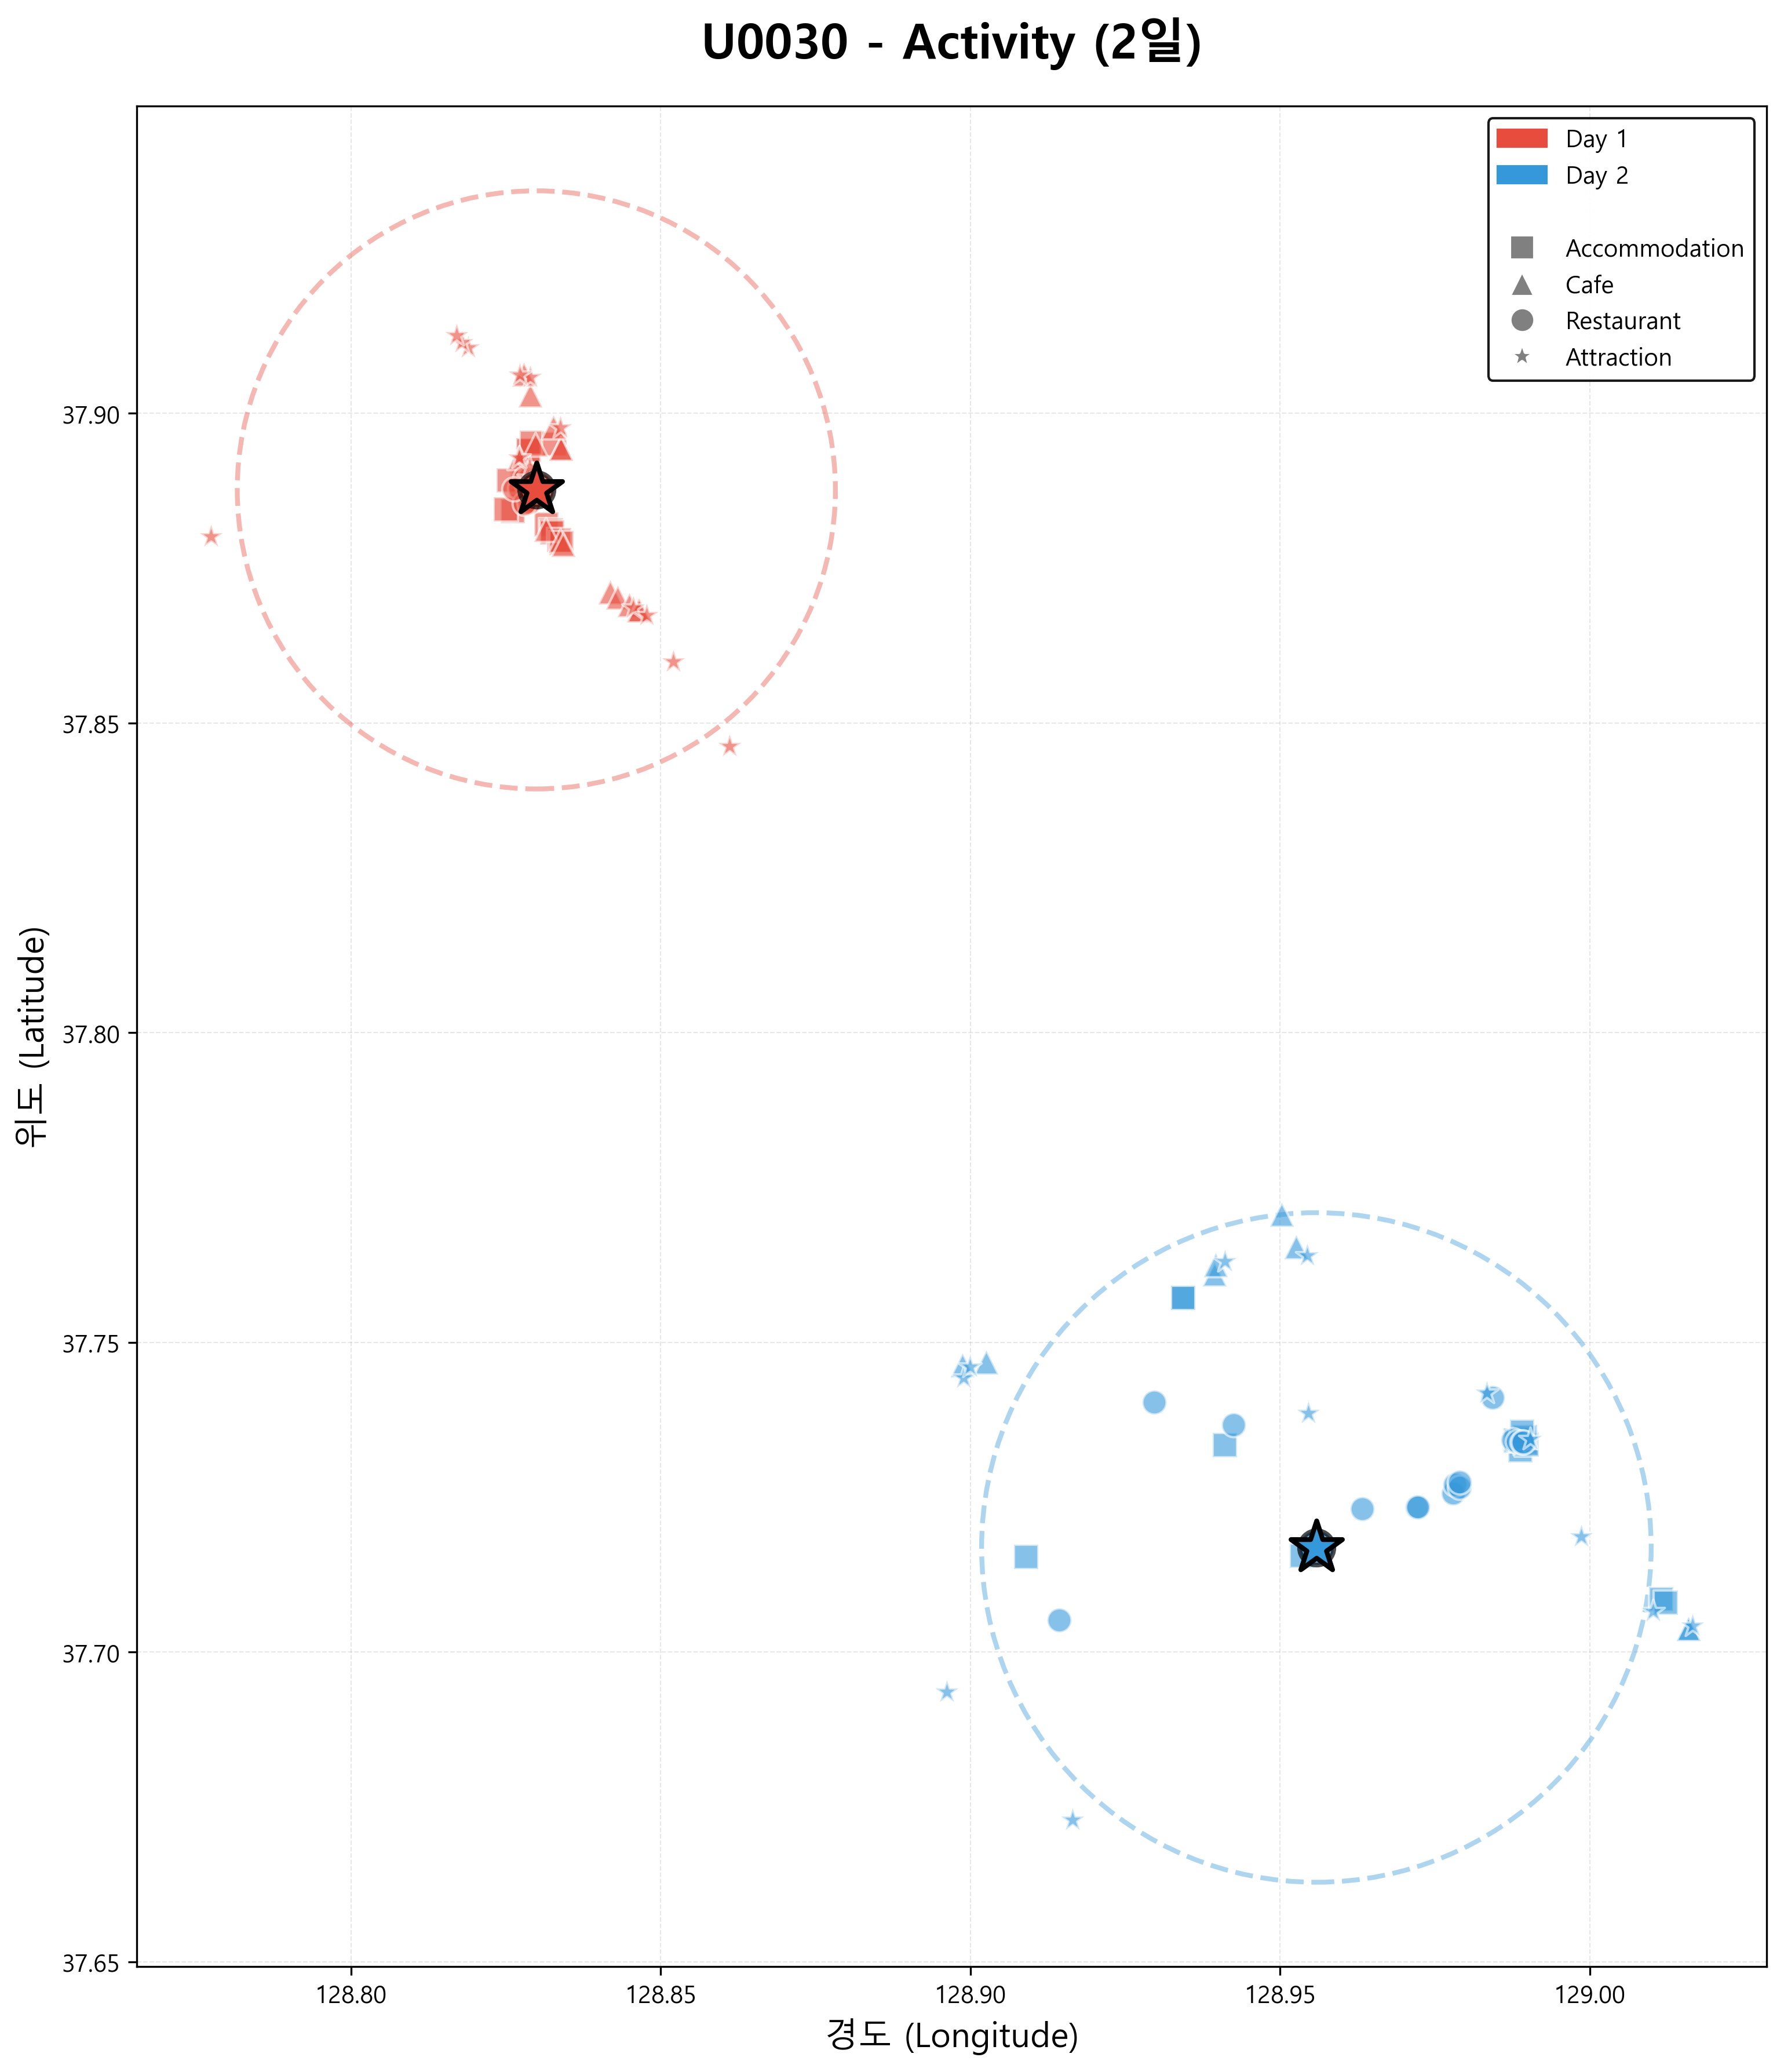 U0030 - Activity (2일)
Day 1
Day 2
Accommodation
Cafe
Restaurant
Attraction
37.90
37.85
37.80
37.75
37.70
37.65
위도 (Latitude)
128.80
128.85
128.90
128.95
129.00
경도 (Longitude)